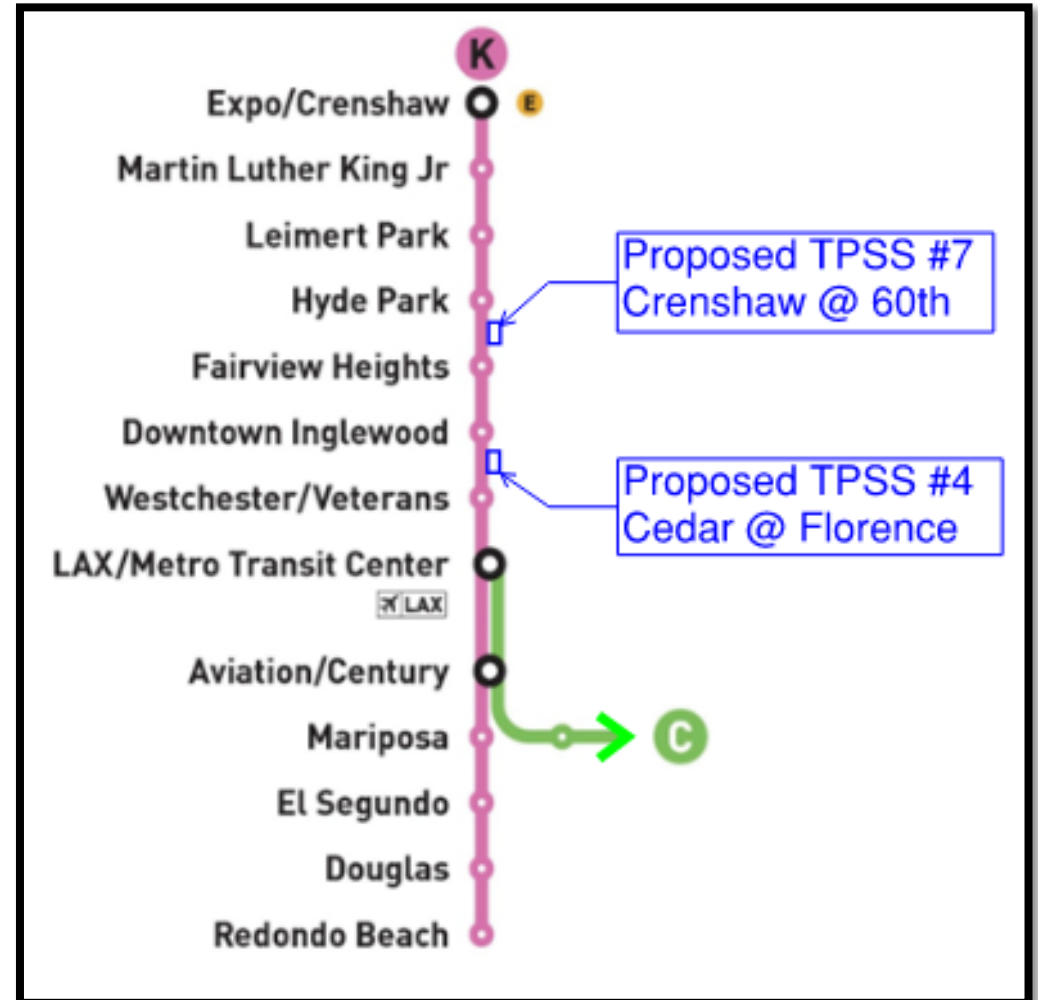 K
Expo/Crenshaw E
Martin Luther King Jr
Leimert Park
Proposed TPSS #7
Crenshaw @ 60th
Hyde Park
Fairview Heights
Downtown Inglewood
Proposed TPSS #4
Cedar @ Florence
Westchester/Veterans
LAX/Metro Transit Center
LAX
Aviation/Century
Mariposa
C
El Segundo
Douglas
Redondo Beach